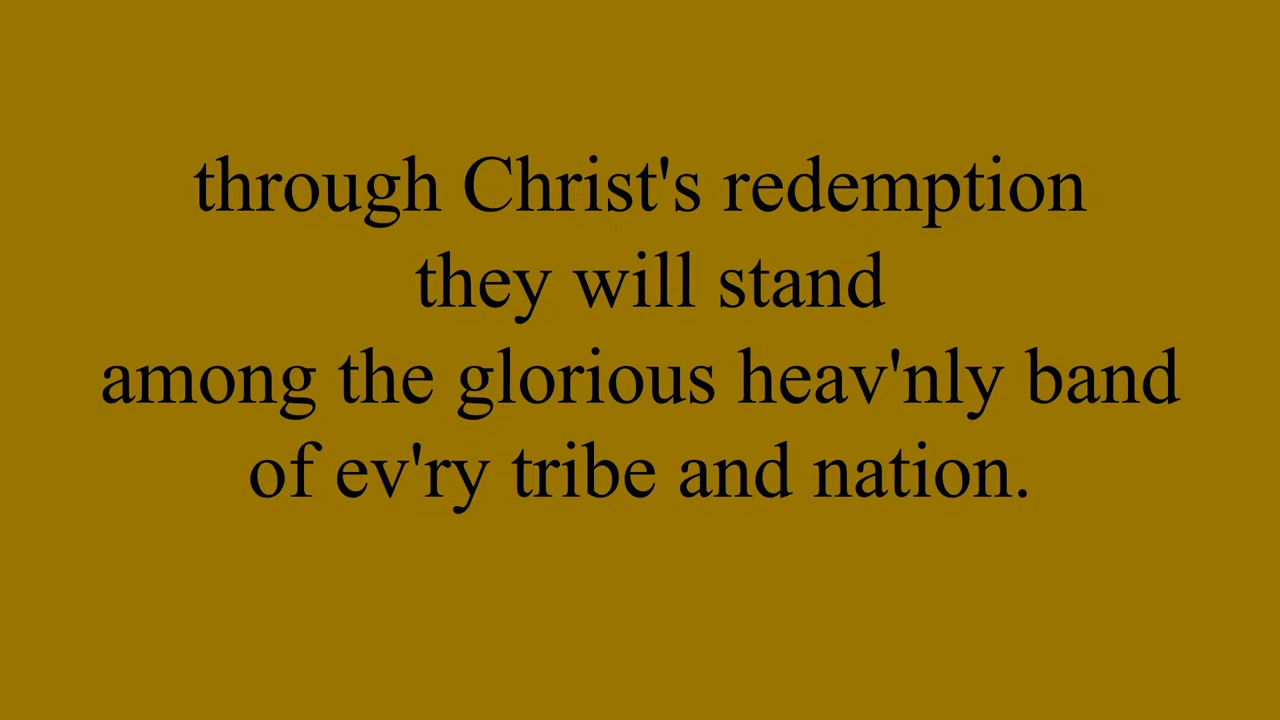 through Christ's redemption
they will stand
among the glorious heav'nly band
of ev'ry tribe and nation.